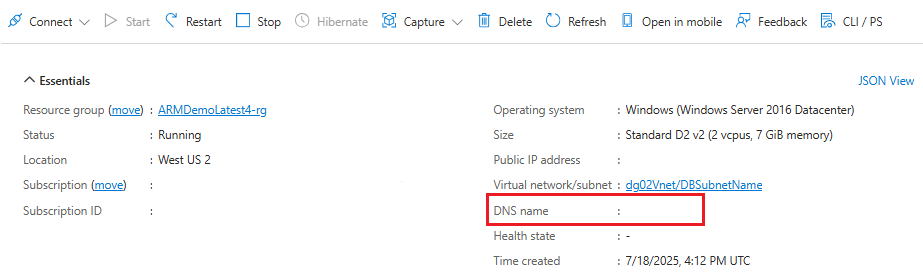 Connect Start Restart Stop Hibernate Capture Delete Refresh Open in mobile Feedback CLI / PS
Essentials JSON View
Resource group (move) : ARMDemoLatest4-rg
Status : Running
Location : West US 2
Subscription (move) :
Subscription ID :
Operating system : Windows (Windows Server 2016 Datacenter)
Size : Standard D2 v2 (2 vcpus, 7 GiB memory)
Public IP address :
Virtual network/subnet : dg02Vnet/DBSubnetName
DNS name :
Health state : -
Time created : 7/18/2025, 4:12 PM UTC